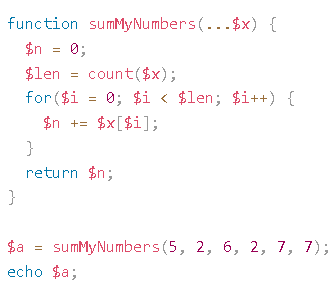 function sumMyNumbers(...$x) {
  $n = 0;
  $len = count($x);
  for($i = 0; $i < $len; $i++) {
    $n += $x[$i];
  }
  return $n;
}

$a = sumMyNumbers(5, 2, 6, 2, 7, 7);
echo $a;